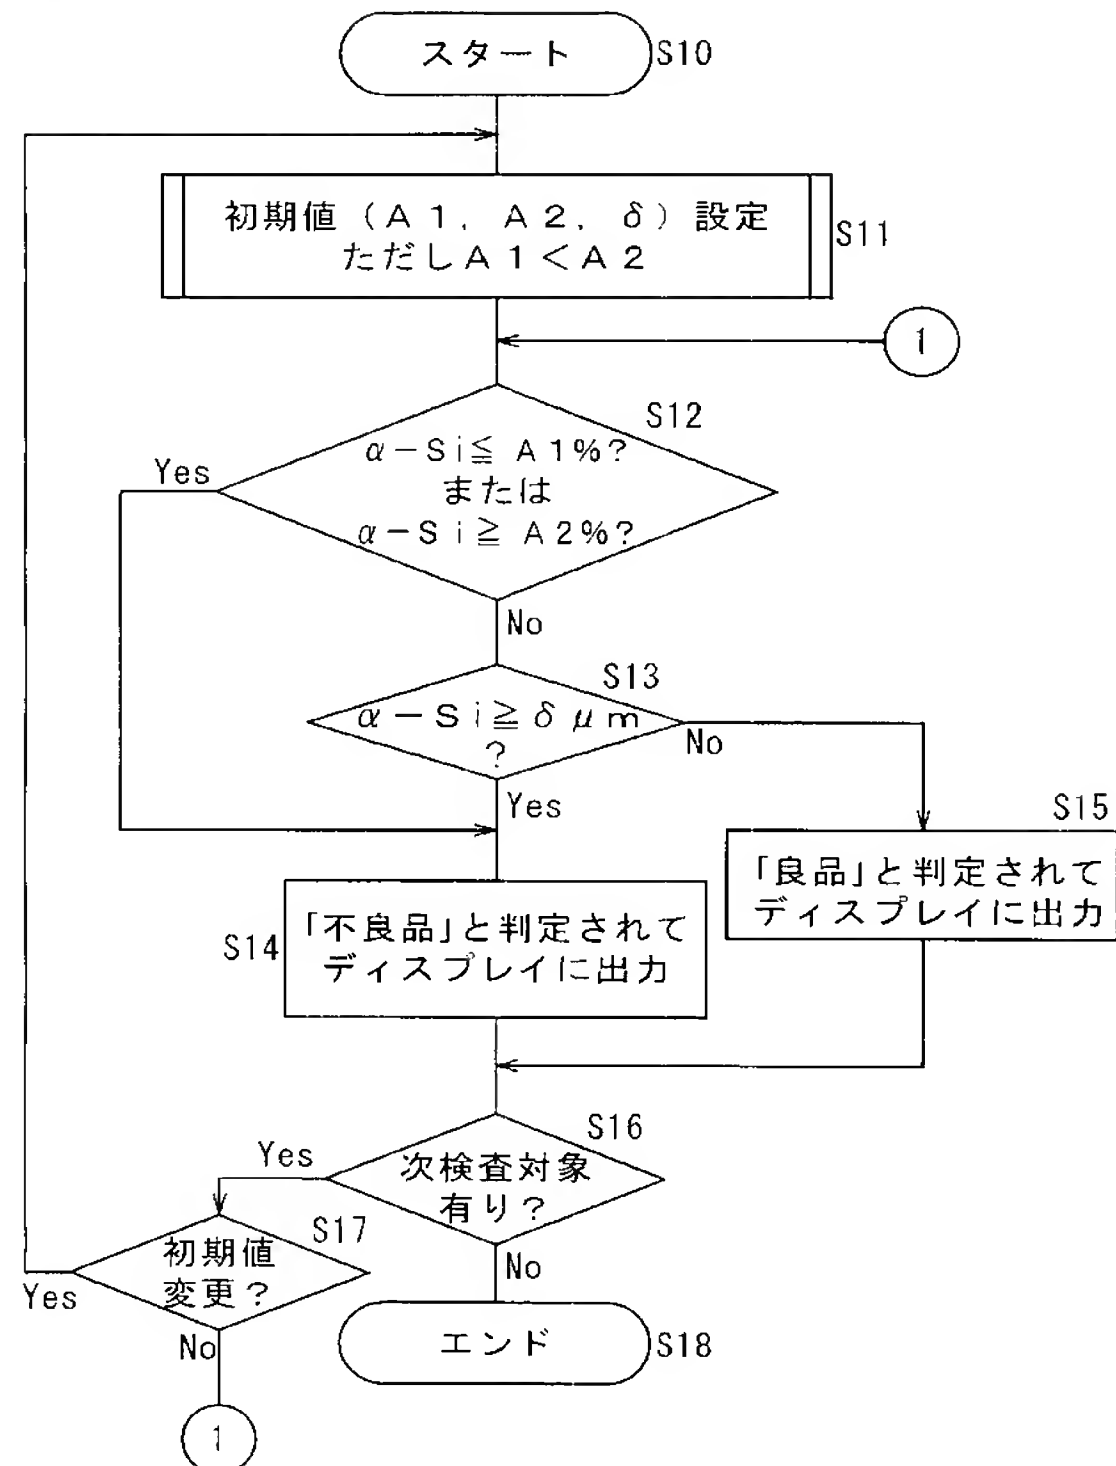 スタート
S10
初期値（Ａ１，Ａ２，δ）設定
ただしＡ１＜Ａ２
S11
1
S12
α－Ｓｉ≦Ａ１％？
または
α－Ｓｉ≧Ａ２％？
Yes
No
S13
α－Ｓｉ≧δμｍ
？
No
Yes
S15
「良品」と判定されて
ディスプレイに出力
S14
「不良品」と判定されて
ディスプレイに出力
S16
次検査対象
有り？
Yes
No
S17
初期値
変更？
Yes
No
エンド
S18
1